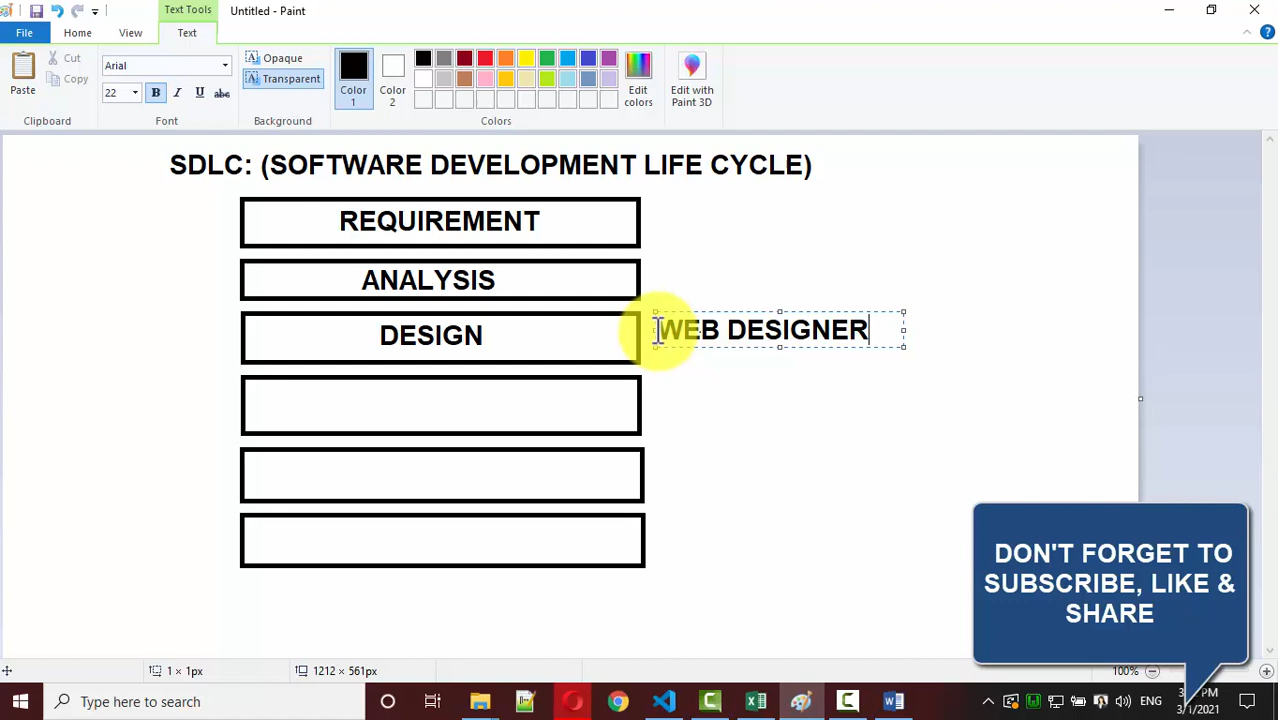 Text Tools
Untitled - Paint
File
Home
View
Text
Paste
Cut
Copy
Clipboard
Arial
22
B
I
U
abc
Font
Opaque
Transparent
Background
Color
1
Color
2
Edit
colors
Edit with
Paint 3D
Colors
SDLC: (SOFTWARE DEVELOPMENT LIFE CYCLE)
REQUIREMENT
ANALYSIS
DESIGN
WEB DESIGNER
DON'T FORGET TO
SUBSCRIBE, LIKE &
SHARE
1 × 1px
1212 × 561px
100%
Type here to search
ENG
PM
3/1/2021